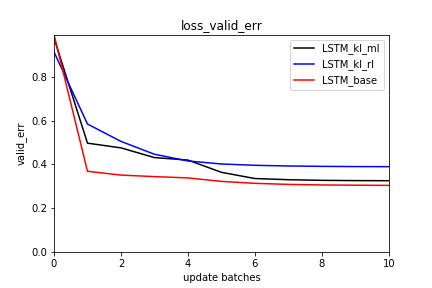 loss_valid_err
LSTM_kl_ml
LSTM_kl_rl
LSTM_base
valid_err
0.8
0.6
0.4
0.2
0.0
0 2 4 6 8 10
update batches